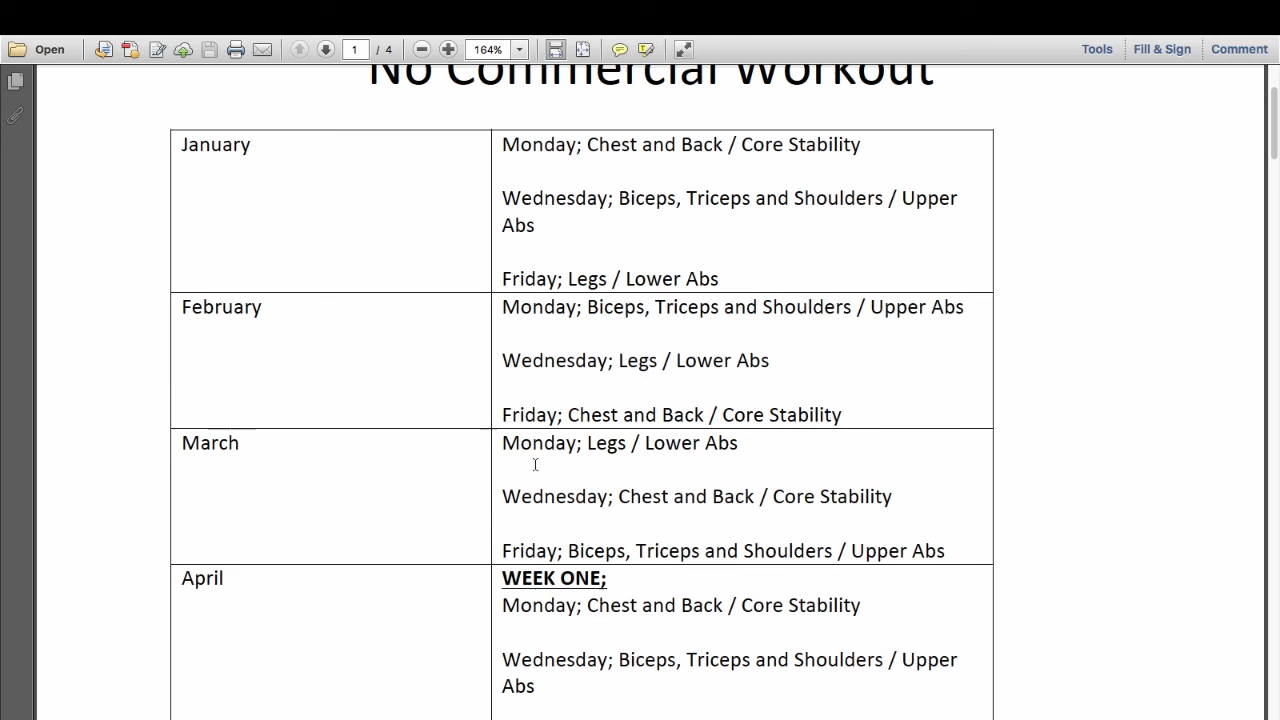 Open
1 / 4
164%
Tools
Fill & Sign
Comment
No Commercial Workout
January
Monday; Chest and Back / Core Stability
Wednesday; Biceps, Triceps and Shoulders / Upper
Abs
Friday; Legs / Lower Abs
February
Monday; Biceps, Triceps and Shoulders / Upper Abs
Wednesday; Legs / Lower Abs
Friday; Chest and Back / Core Stability
March
Monday; Legs / Lower Abs
Wednesday; Chest and Back / Core Stability
Friday; Biceps, Triceps and Shoulders / Upper Abs
April
WEEK ONE;
Monday; Chest and Back / Core Stability
Wednesday; Biceps, Triceps and Shoulders / Upper
Abs